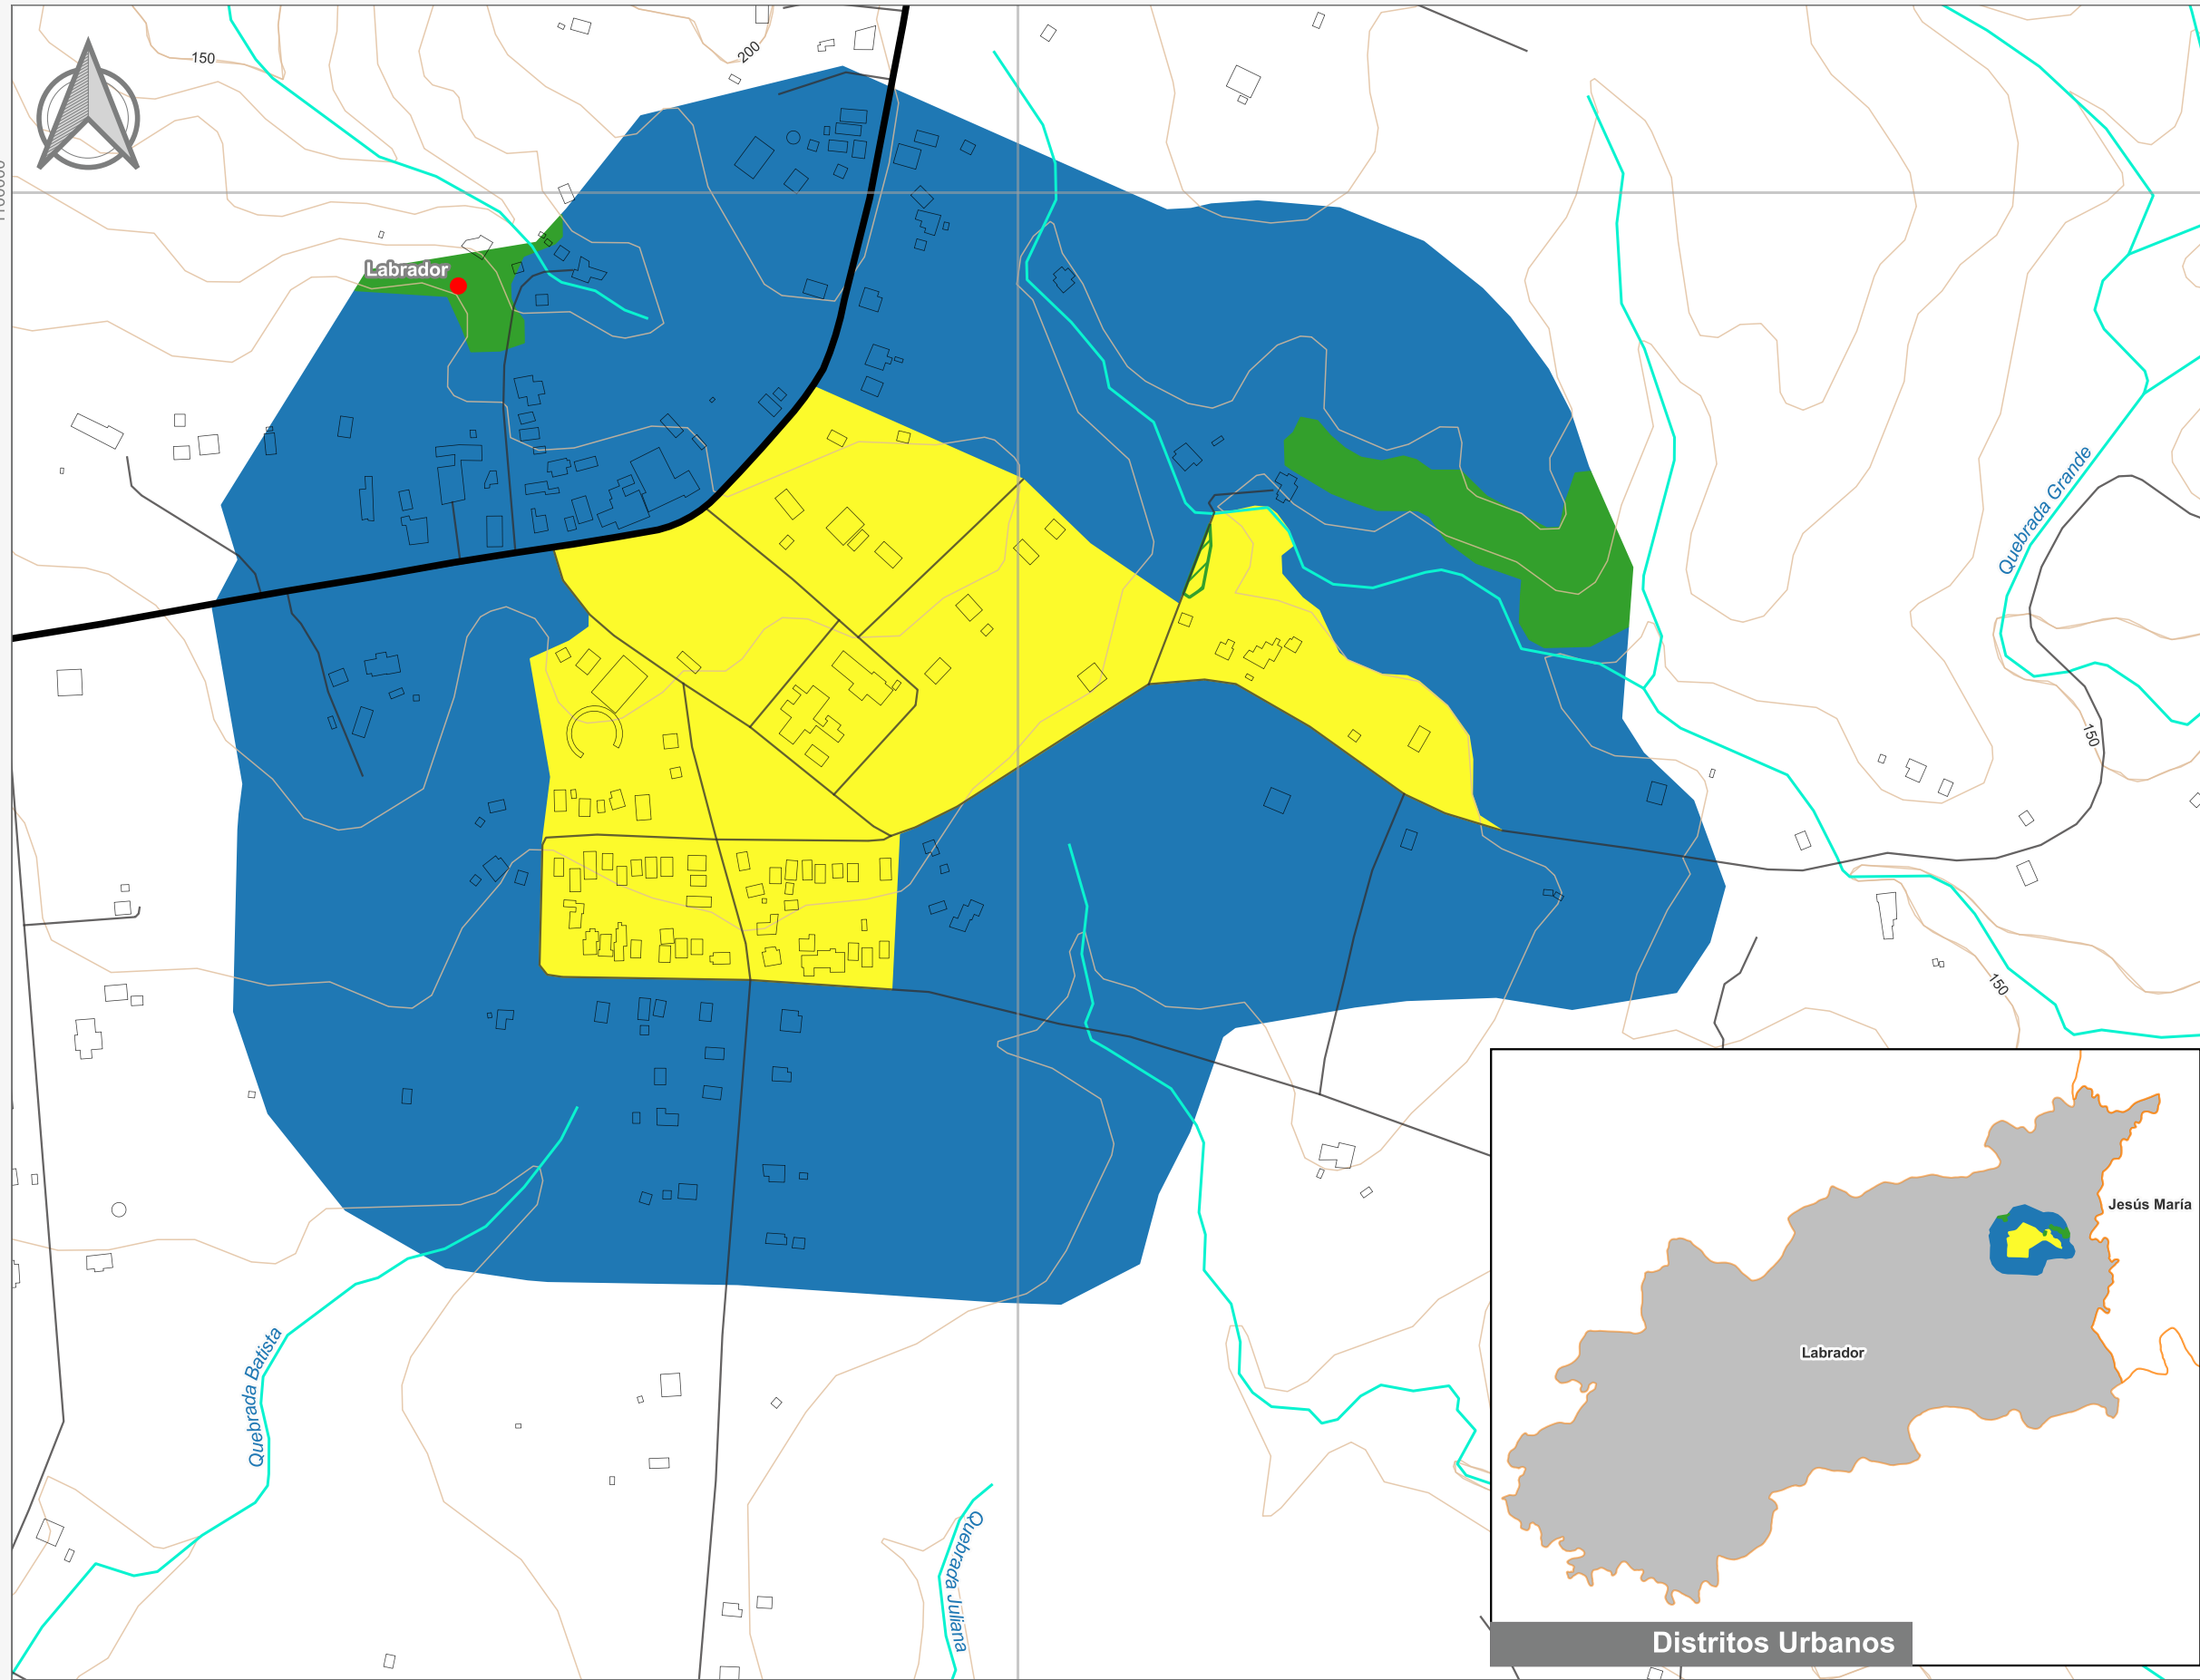 150
200
Labrador
Quebrada Grande
150
150
Jesús María
Labrador
Quebrada Batista
Quebrada Juliana
Distritos Urbanos